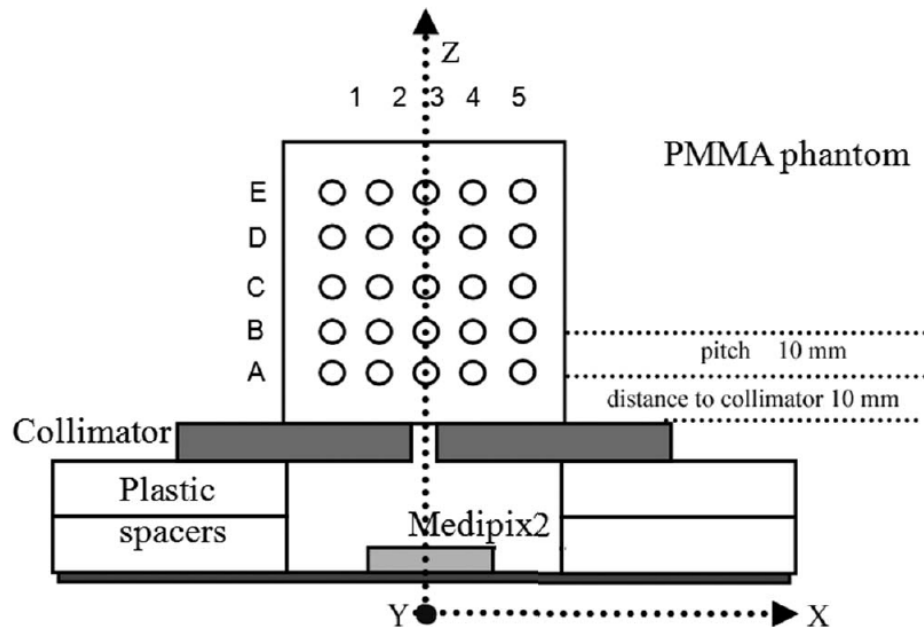 Z
1 2 3 4 5
PMMA phantom
E
D
C
B
A
pitch 10 mm
distance to collimator 10 mm
Collimator
Plastic
spacers
Medipix2
Y X